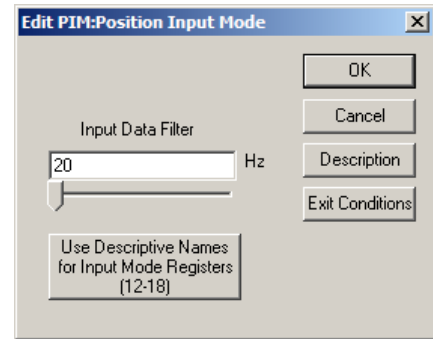 Edit PIM:Position Input Mode
OK
Cancel
Input Data Filter
20
Hz
Description
Exit Conditions
Use Descriptive Names
for Input Mode Registers
(12-18)